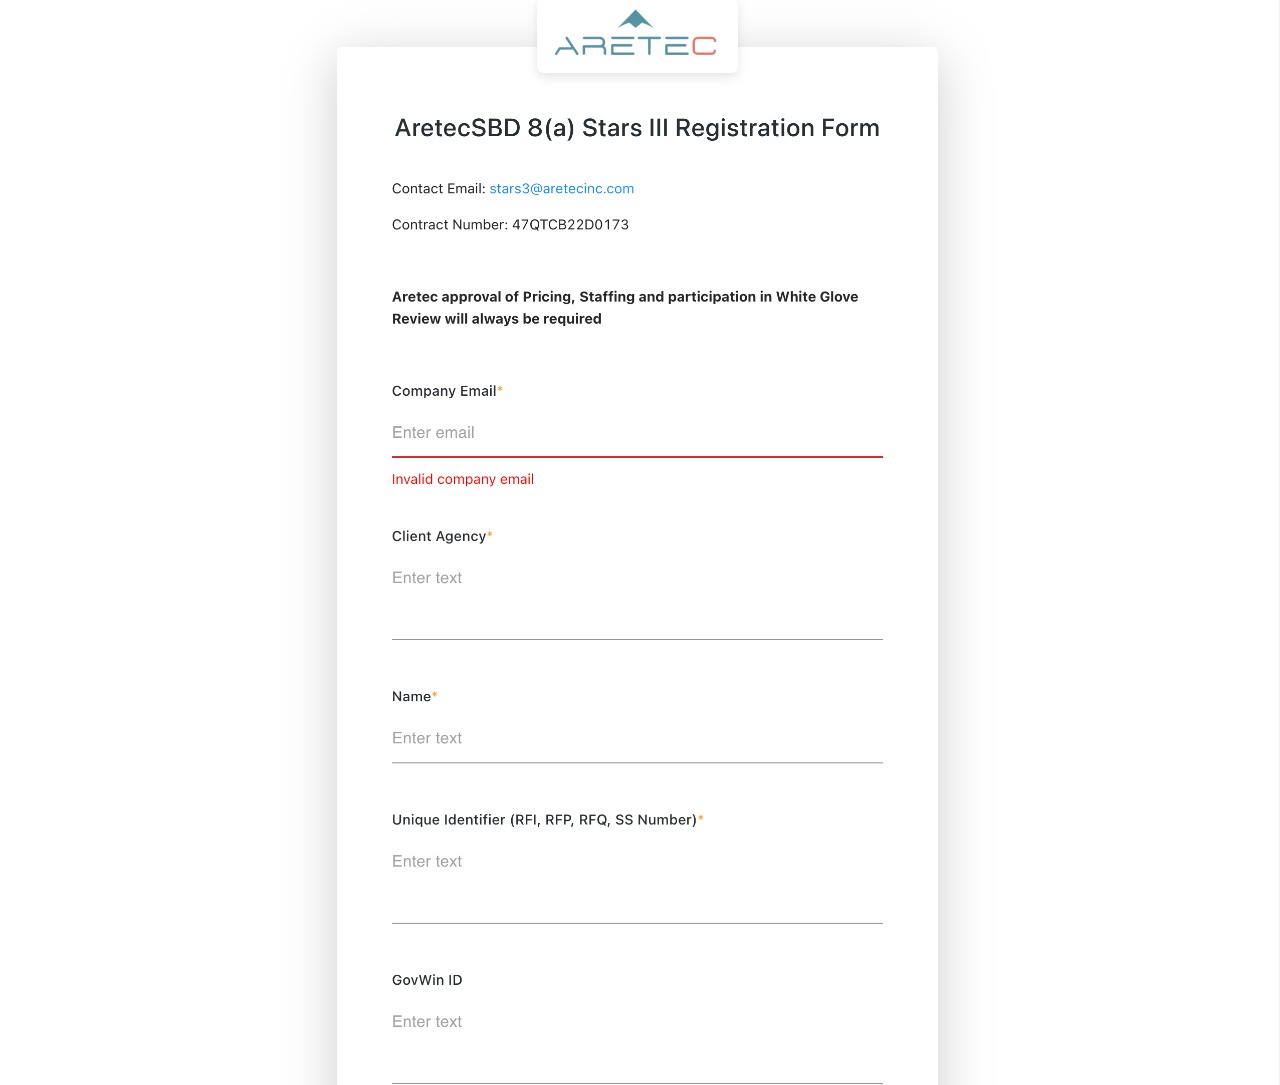 ARETEC
AretecSBD 8(a) Stars III Registration Form
Contact Email: stars3@aretecinc.com
Contract Number: 47QTCB22D0173
Aretec approval of Pricing, Staffing and participation in White Glove
Review will always be required
Company Email*
Enter email
Invalid company email
Client Agency*
Enter text
Name*
Enter text
Unique Identifier (RFI, RFP, RFQ, SS Number)*
Enter text
GovWin ID
Enter text